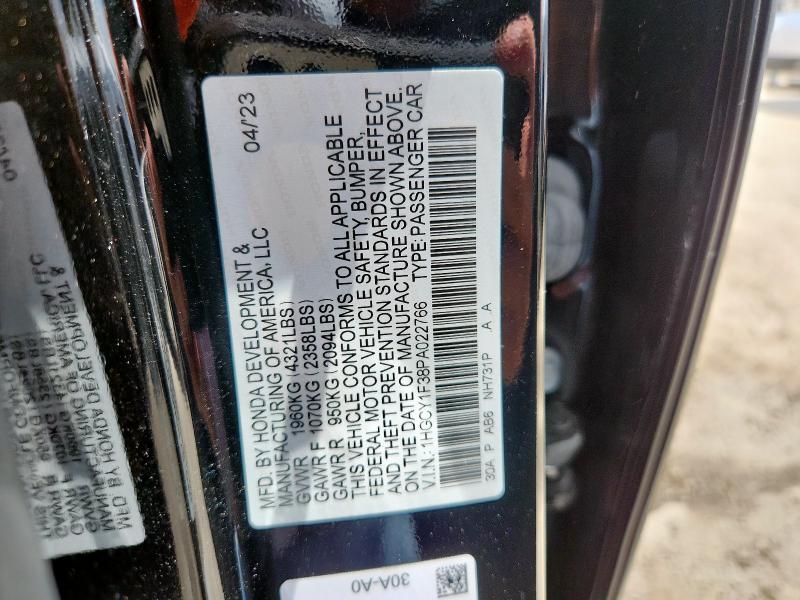 MFD. BY HONDA DEVELOPMENT & 04/'23
MANUFACTURING OF AMERICA, LLC
GVWR 1960KG (4321LBS)
GAWR F 1070KG (2358LBS)
GAWR R 950KG (2094LBS)
THIS VEHICLE CONFORMS TO ALL APPLICABLE
FEDERAL MOTOR VEHICLE SAFETY, BUMPER,
AND THEFT PREVENTION STANDARDS IN EFFECT
ON THE DATE OF MANUFACTURE SHOWN ABOVE.
V.I.N.:1HGCY1F38PA022766 TYPE:PASSENGER CAR
30A P AB6 NH731P A A
30A-A0